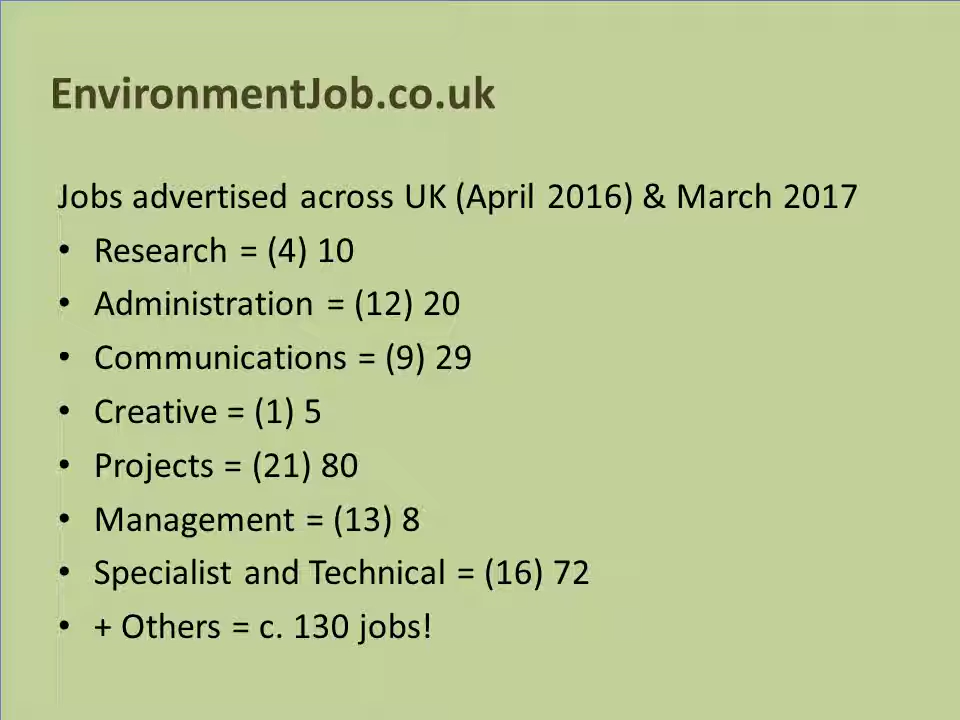 EnvironmentJob.co.uk
Jobs advertised across UK (April 2016) & March 2017
• Research = (4) 10
• Administration = (12) 20
• Communications = (9) 29
• Creative = (1) 5
• Projects = (21) 80
• Management = (13) 8
• Specialist and Technical = (16) 72
• + Others = c. 130 jobs!